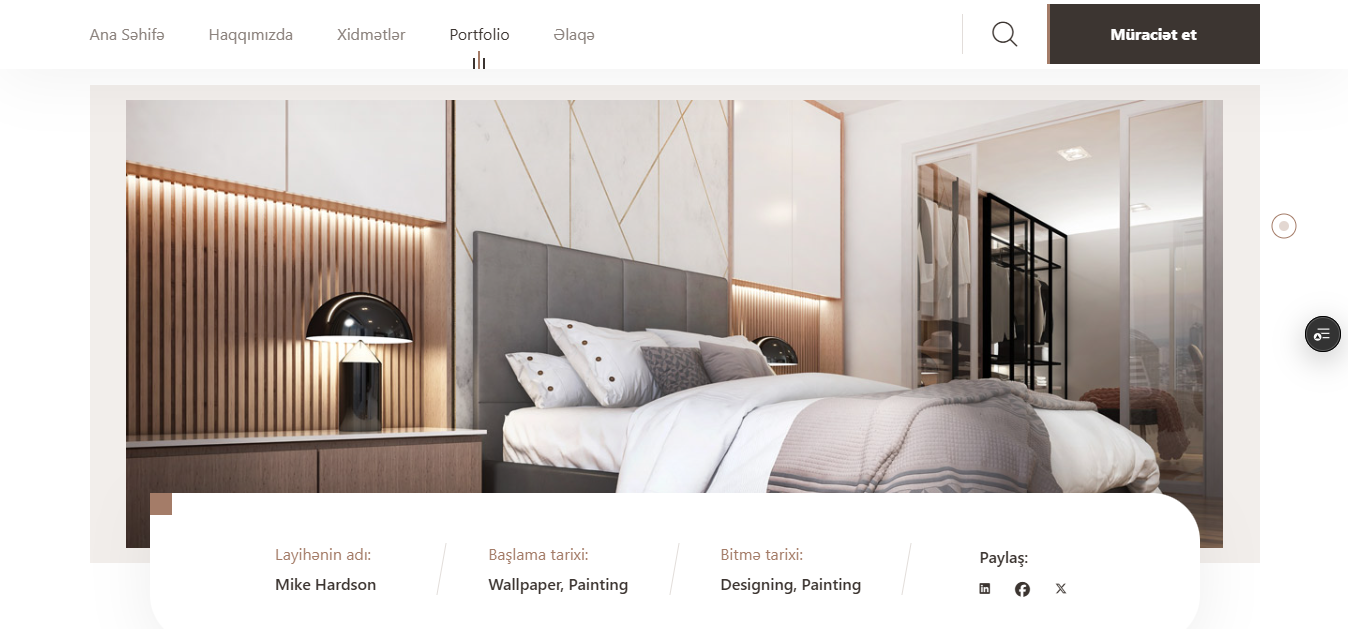 Ana Səhifə
Haqqımızda
Xidmətlər
Portfolio
Əlaqə
Müraciət et
Layihənin adı:
Mike Hardson
Başlama tarixi:
Wallpaper, Painting
Bitmə tarixi:
Designing, Painting
Paylaş: